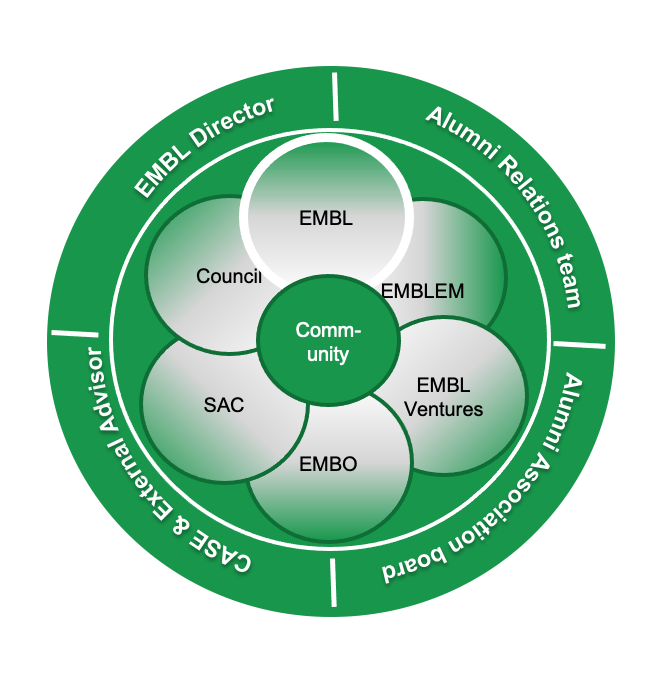 EMBL Director
Alumni Relations team
EMBL
Council
EMBLEM
Comm-
unity
EMBL
Ventures
SAC
EMBO
CASE & External Advisor
Alumni Association board